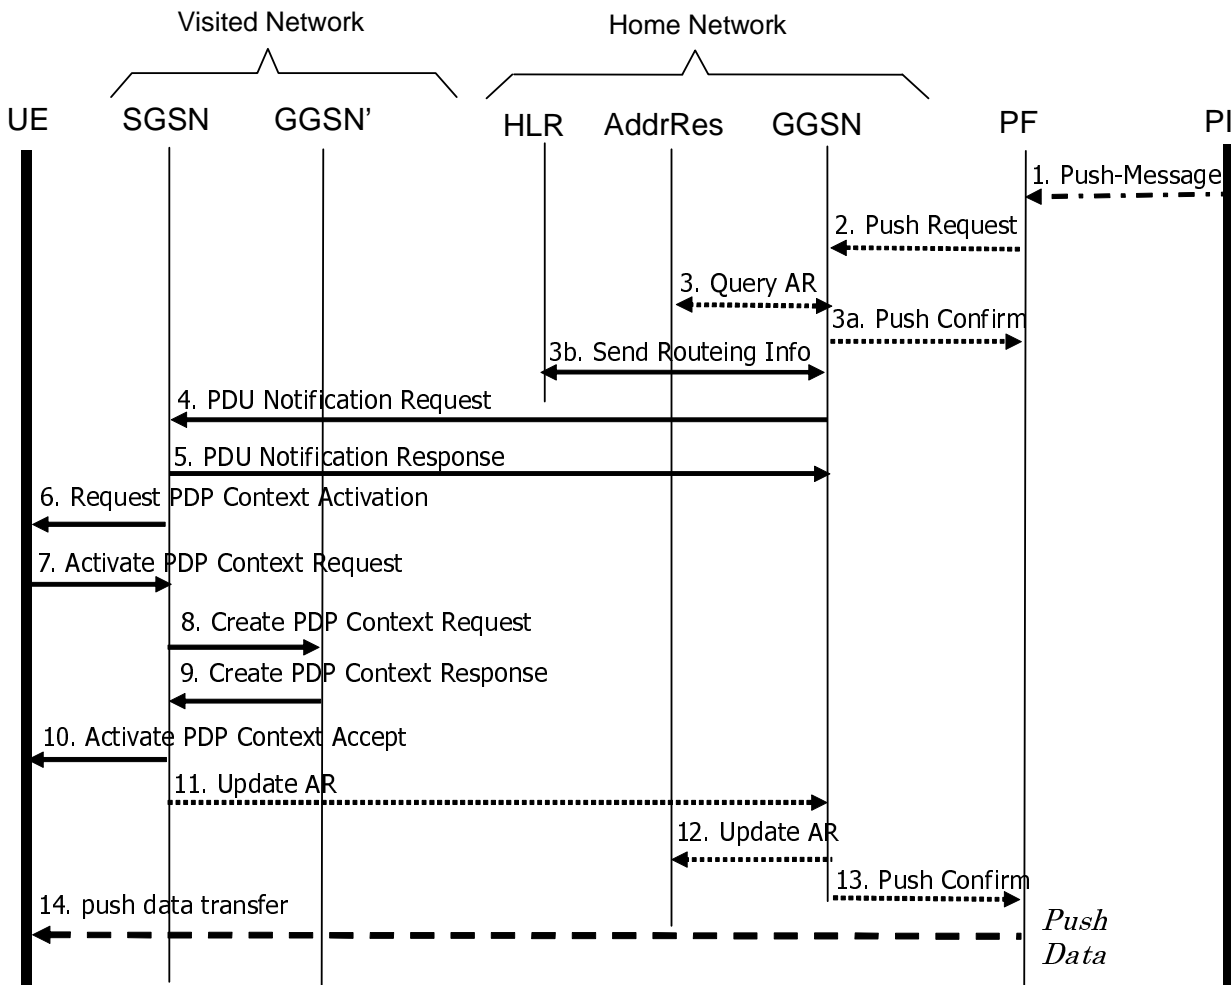 Visited Network
Home Network
UE
SGSN
GGSN’
HLR
AddrRes
GGSN
PF
PI
1. Push-Message
2. Push Request
3. Query AR
3a. Push Confirm
3b. Send Routeing Info
4. PDU Notification Request
5. PDU Notification Response
6. Request PDP Context Activation
7. Activate PDP Context Request
8. Create PDP Context Request
9. Create PDP Context Response
10. Activate PDP Context Accept
11. Update AR
12. Update AR
13. Push Confirm
14. push data transfer
Push
Data